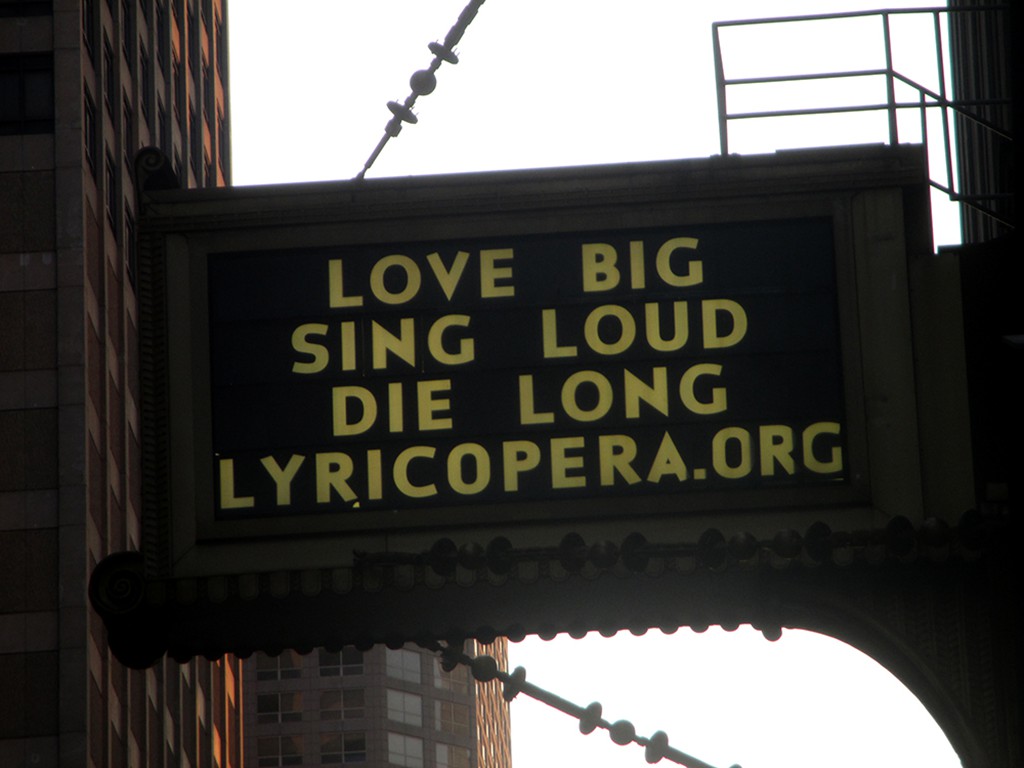 LOVE BIG
SING LOUD
DIE LONG
LYRICOPERA.ORG